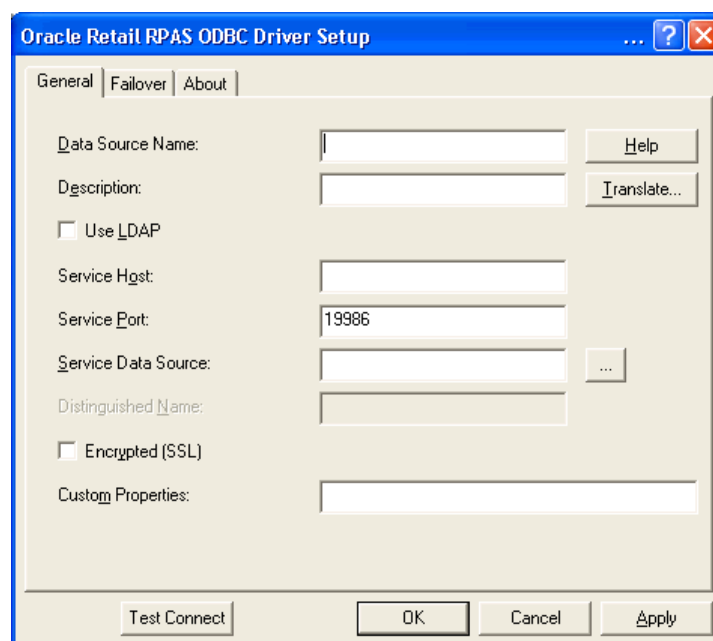 Oracle Retail RPAS ODBC Driver Setup ... ?
General Failover About
Data Source Name: Help
Description: Translate...
Use LDAP
Service Host:
Service Port: 19986
Service Data Source: ...
Distinguished Name:
Encrypted (SSL)
Custom Properties:
Test Connect OK Cancel Apply